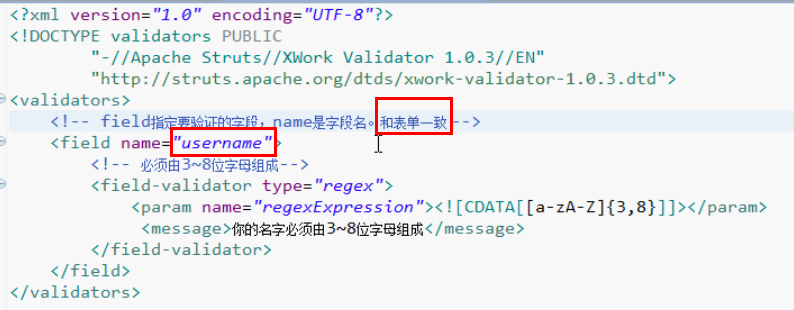 <?xml version="1.0" encoding="UTF-8"?>
<!DOCTYPE validators PUBLIC
"-//Apache Struts//XWork Validator 1.0.3//EN"
"http://struts.apache.org/dtds/xwork-validator-1.0.3.dtd">
<validators>
<!-- field指定要验证的字段，name是字段名。和表单一致-->
<field name="username">
<!-- 必须由3~8位字母组成-->
<field-validator type="regex">
<param name="regexExpression"><![CDATA[[a-zA-Z]{3,8}]]></param>
<message>你的名字必须由3~8位字母组成</message>
</field-validator>
</field>
</validators>